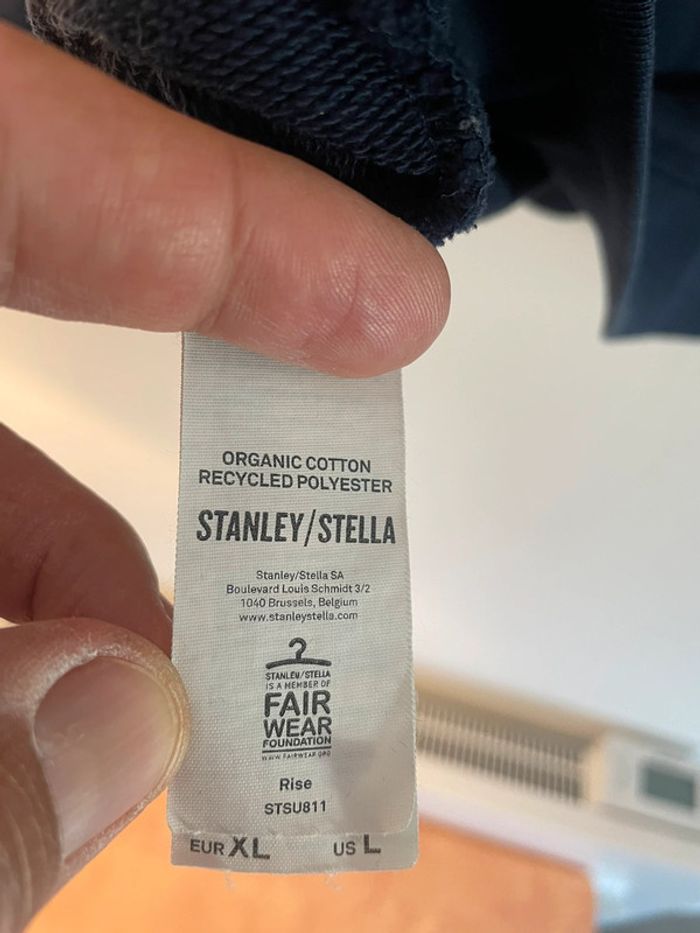 ORGANIC COTTON
RECYCLED POLYESTER
STANLEY/STELLA
Stanley/Stella SA
Boulevard Louis Schmidt 3/2
1040 Brussels, Belgium
www.stanleystella.com
STANLEY/STELLA
IS A MEMBER OF
FAIR
WEAR
FOUNDATION
WWW.FAIRWEAR.ORG
Rise
STSU811
EUR XL US L